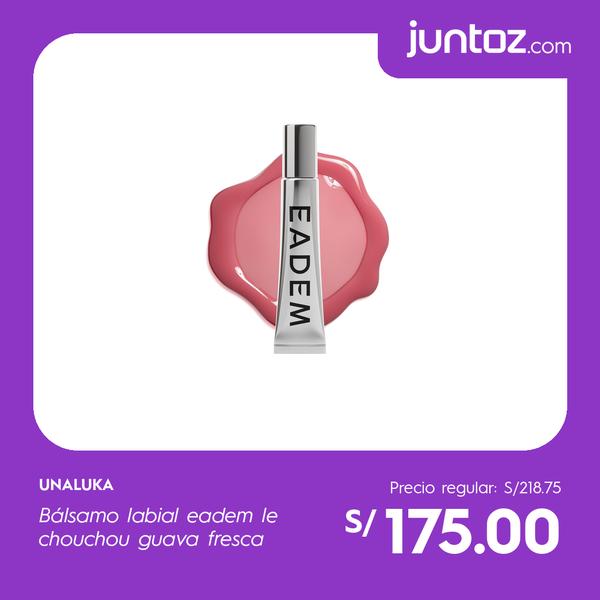 juntoz.com
EADEM
UNALUKA
Bálsamo labial eadem le
chouchou guava fresca
Precio regular: S/218.75
S/175.00